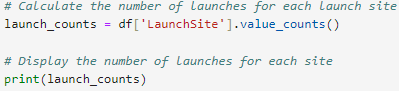 # Calculate the number of launches for each launch site
launch_counts = df['LaunchSite'].value_counts()
# Display the number of launches for each site
print(launch_counts)